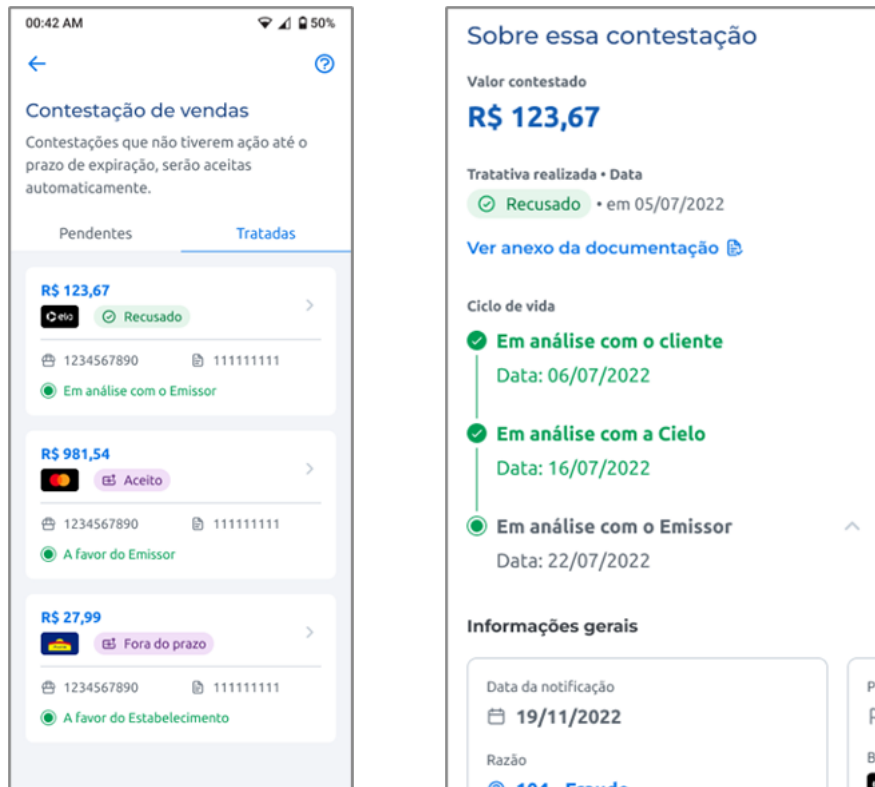 00:42 AM
50%
Contestação de vendas
Contestações que não tiverem ação até o
prazo de expiração, serão aceitas
automaticamente.
Pendentes
Tratadas
R$ 123,67
elo
Recusado
1234567890
111111111
Em análise com o Emissor
R$ 981,54
Aceito
1234567890
111111111
A favor do Emissor
R$ 27,99
Fora do prazo
1234567890
111111111
A favor do Estabelecimento
Sobre essa contestação
Valor contestado
R$ 123,67
Tratativa realizada • Data
Recusado • em 05/07/2022
Ver anexo da documentação
Ciclo de vida
Em análise com o cliente
Data: 06/07/2022
Em análise com a Cielo
Data: 16/07/2022
Em análise com o Emissor
Data: 22/07/2022
Informações gerais
Data da notificação
19/11/2022
Razão